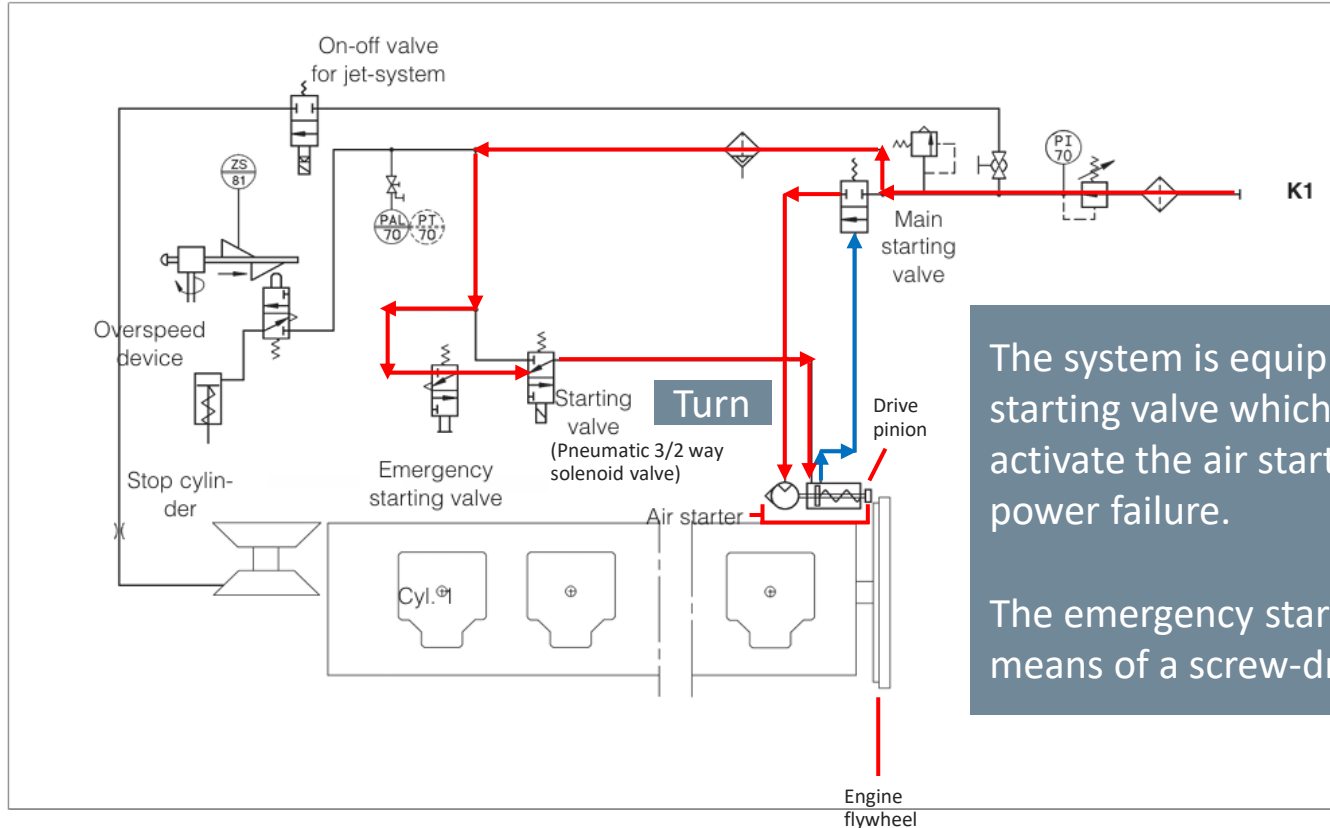 On-off valve
for jet-system
ZS
81
PI
70
K1
PAL
70
PT
70
Main
starting
valve
Overspeed
device
Starting
valve
(Pneumatic 3/2 way
solenoid valve)
Turn
Drive
pinion
Emergency
starting valve
Stop cylin-
der
Air starter
Cyl. 1
The system is equip
starting valve which
activate the air start
power failure.
The emergency star
means of a screw-dr
Engine
flywheel